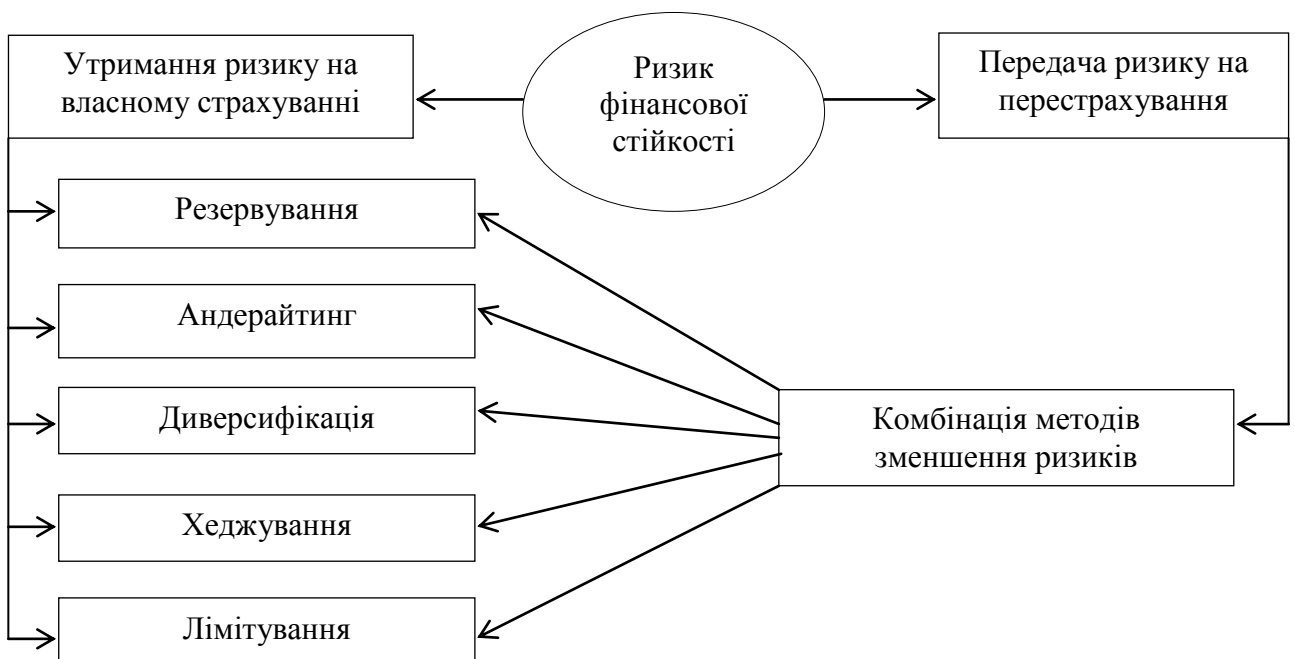 Утримання ризику на
власному страхуванні
Ризик
фінансової
стійкості
Передача ризику на
перестрахування
Резервування
Андерайтинг
Диверсифікація
Хеджування
Лімітування
Комбінація методів
зменшення ризиків